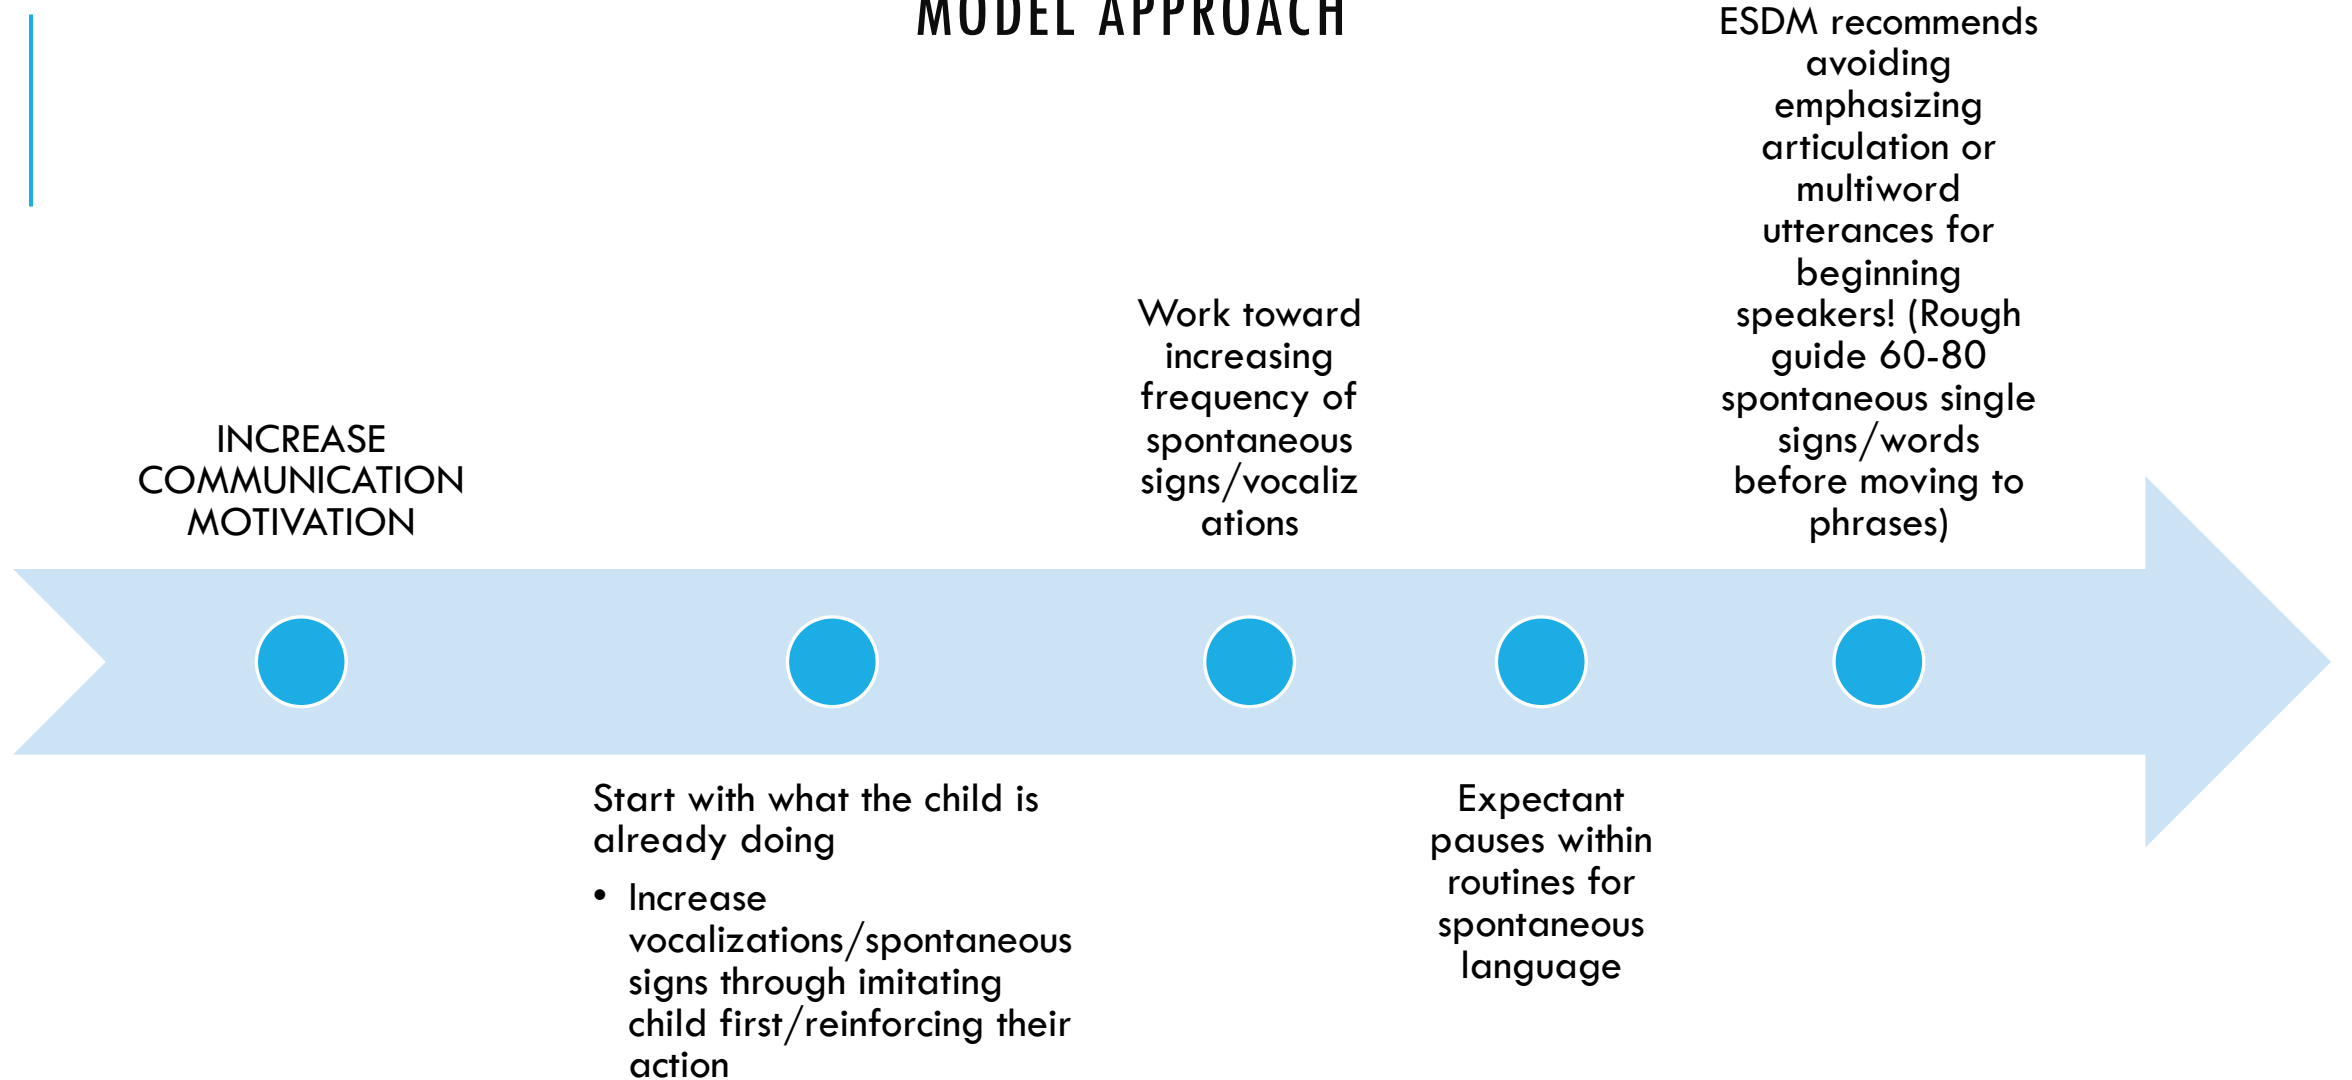 MODEL APPROACH
INCREASE
COMMUNICATION
MOTIVATION
Start with what the child is
already doing
• Increase
vocalizations/spontaneous
signs through imitating
child first/reinforcing their
action
Work toward
increasing
frequency of
spontaneous
signs/vocaliz
ations
Expectant
pauses within
routines for
spontaneous
language
ESDM recommends
avoiding
emphasizing
articulation or
multiword
utterances for
beginning
speakers! (Rough
guide 60-80
spontaneous single
signs/words
before moving to
phrases)